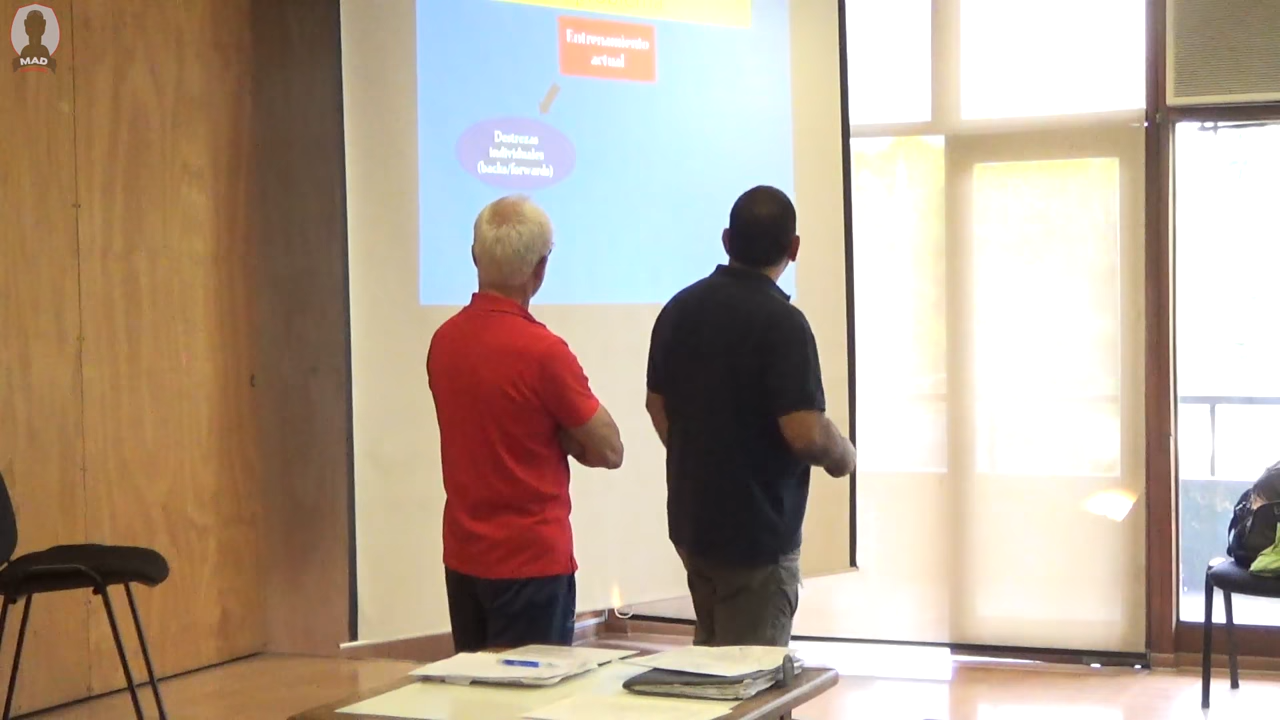 MAD
Entrenamiento
actual
Destrezas
individuales
(backs/forwards)